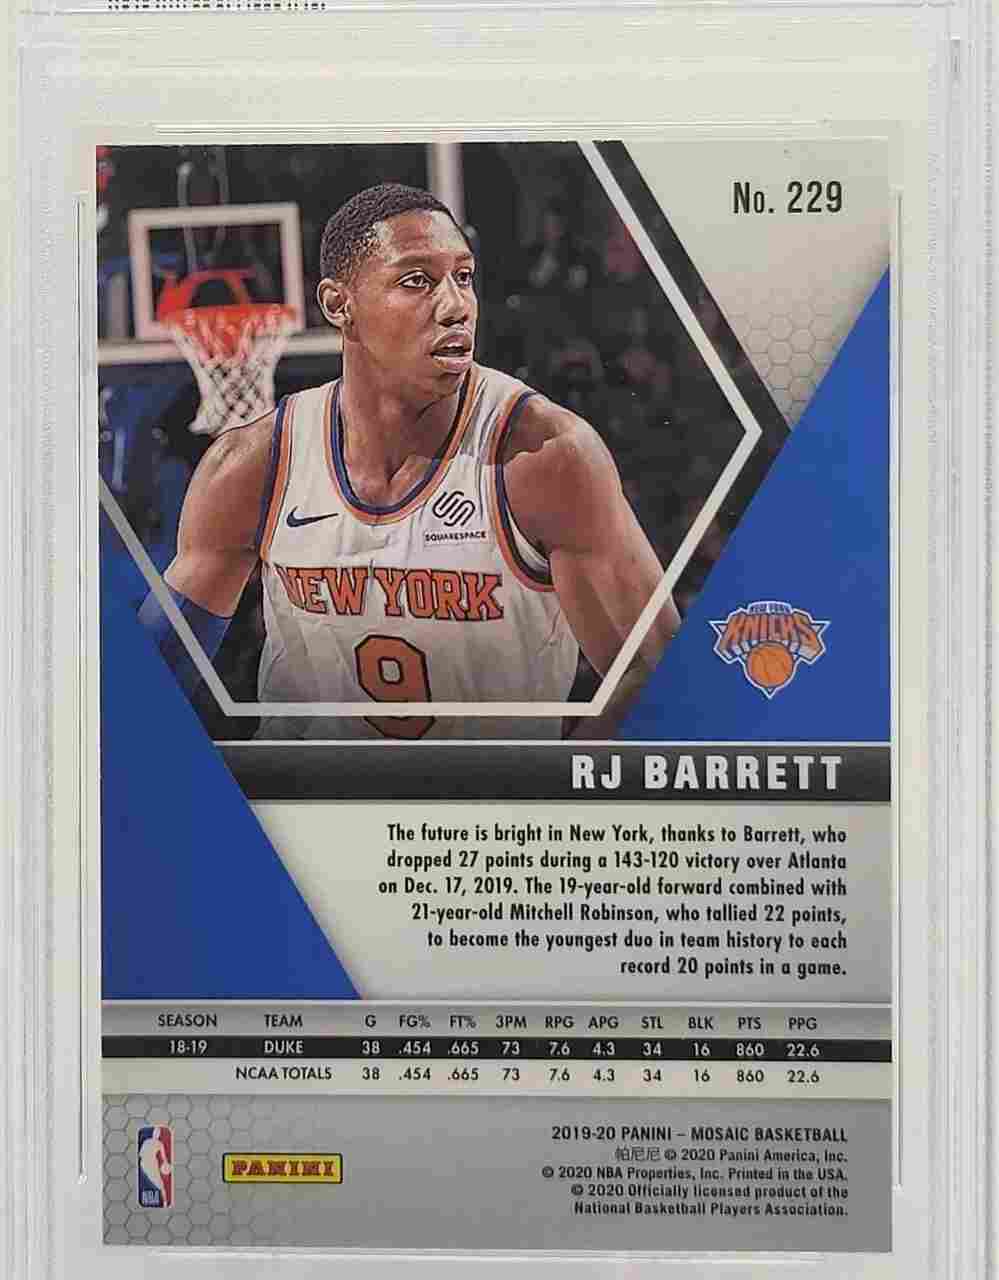 No. 229
SQUARESPACE
NEW YORK
9
NEW YORK
KNICKS
RJ BARRETT
The future is bright in New York, thanks to Barrett, who
dropped 27 points during a 143-120 victory over Atlanta
on Dec. 17, 2019. The 19-year-old forward combined with
21-year-old Mitchell Robinson, who tallied 22 points,
to become the youngest duo in team history to each
record 20 points in a game.
SEASON TEAM G FG% FT% 3PM RPG APG STL BLK PTS PPG
18-19 DUKE 38 .454 .665 73 7.6 4.3 34 16 860 22.6
NCAA TOTALS 38 .454 .665 73 7.6 4.3 34 16 860 22.6
2019-20 PANINI – MOSAIC BASKETBALL
帕尼尼 © 2020 Panini America, Inc.
© 2020 NBA Properties, Inc. Printed in the USA.
© 2020 Officially licensed product of the
National Basketball Players Association.
NBA
PANINI